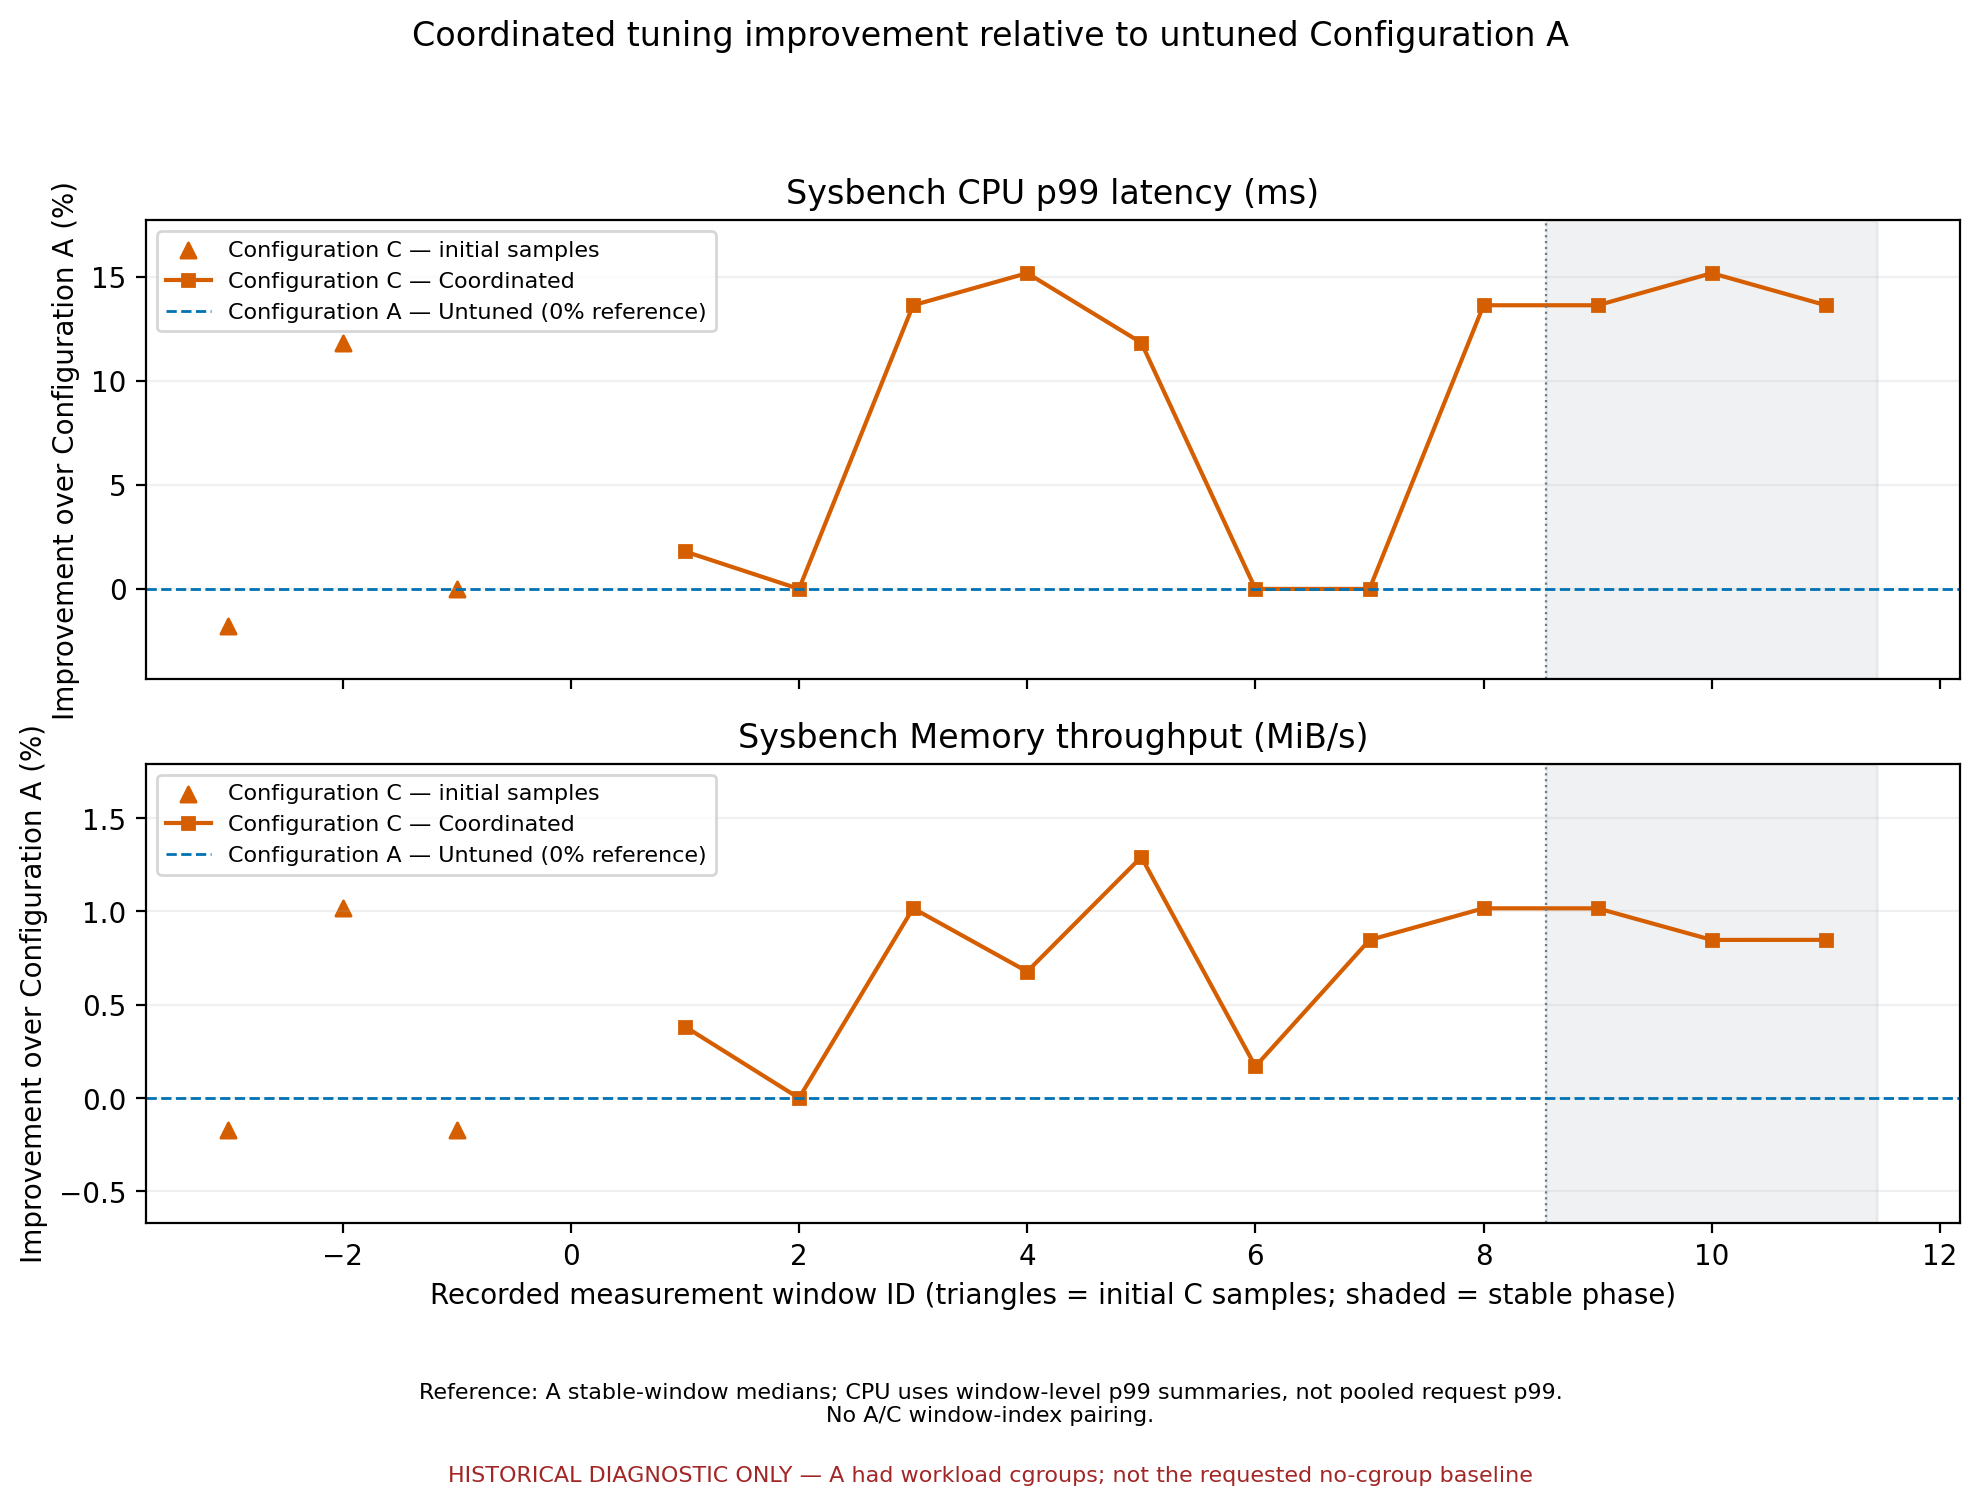 Coordinated tuning improvement relative to untuned Configuration A
Sysbench CPU p99 latency (ms)
Improvement over Configuration A (%)
Configuration C — initial samples
Configuration C — Coordinated
Configuration A — Untuned (0% reference)
15
10
5
0
Sysbench Memory throughput (MiB/s)
Improvement over Configuration A (%)
Configuration C — initial samples
Configuration C — Coordinated
Configuration A — Untuned (0% reference)
1.5
1.0
0.5
0.0
−0.5
−2 0 2 4 6 8 10 12
Recorded measurement window ID (triangles = initial C samples; shaded = stable phase)
Reference: A stable-window medians; CPU uses window-level p99 summaries, not pooled request p99.
No A/C window-index pairing.
HISTORICAL DIAGNOSTIC ONLY — A had workload cgroups; not the requested no-cgroup baseline